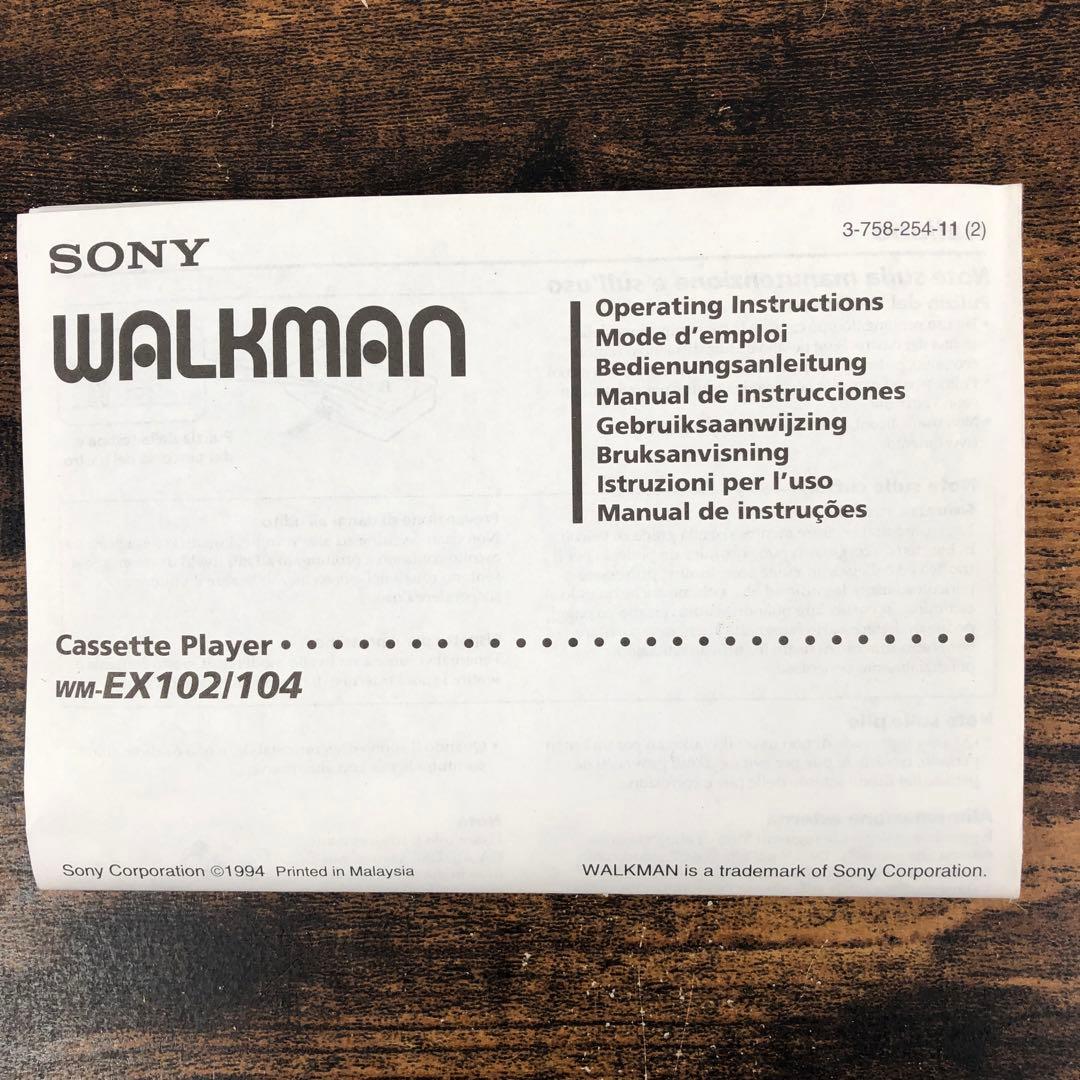 SONY
3-758-254-11 (2)
WALKMAN
Operating Instructions
Mode d'emploi
Bedienungsanleitung
Manual de instrucciones
Gebruiksaanwijzing
Bruksanvisning
Istruzioni per l'uso
Manual de instruções
Cassette Player
WM-EX102/104
Sony Corporation ©1994 Printed in Malaysia
WALKMAN is a trademark of Sony Corporation.